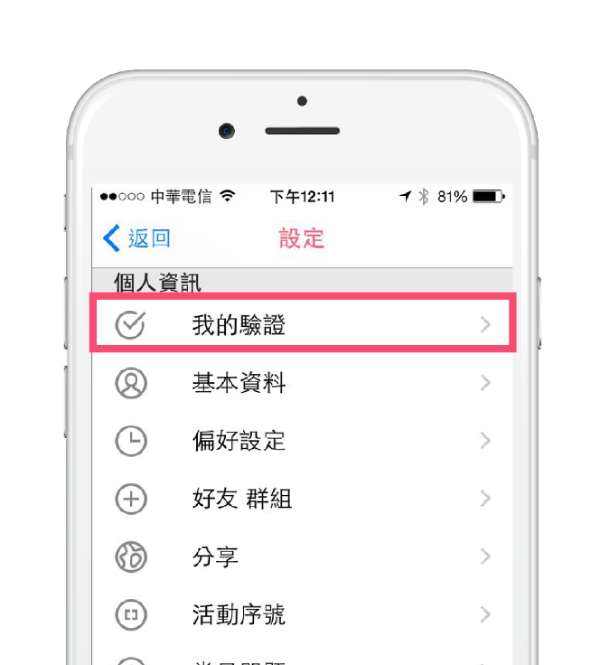 中華電信 下午12:11 81%
返回 設定
個人資訊
我的驗證
基本資料
偏好設定
好友 群組
分享
活動序號